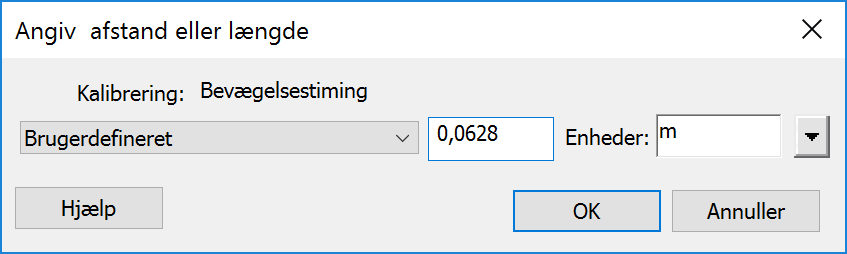 Angiv  afstand eller længde
Kalibrering: Bevægelsestiming
Brugerdefineret 0,0628 Enheder: m
Hjælp OK Annuller